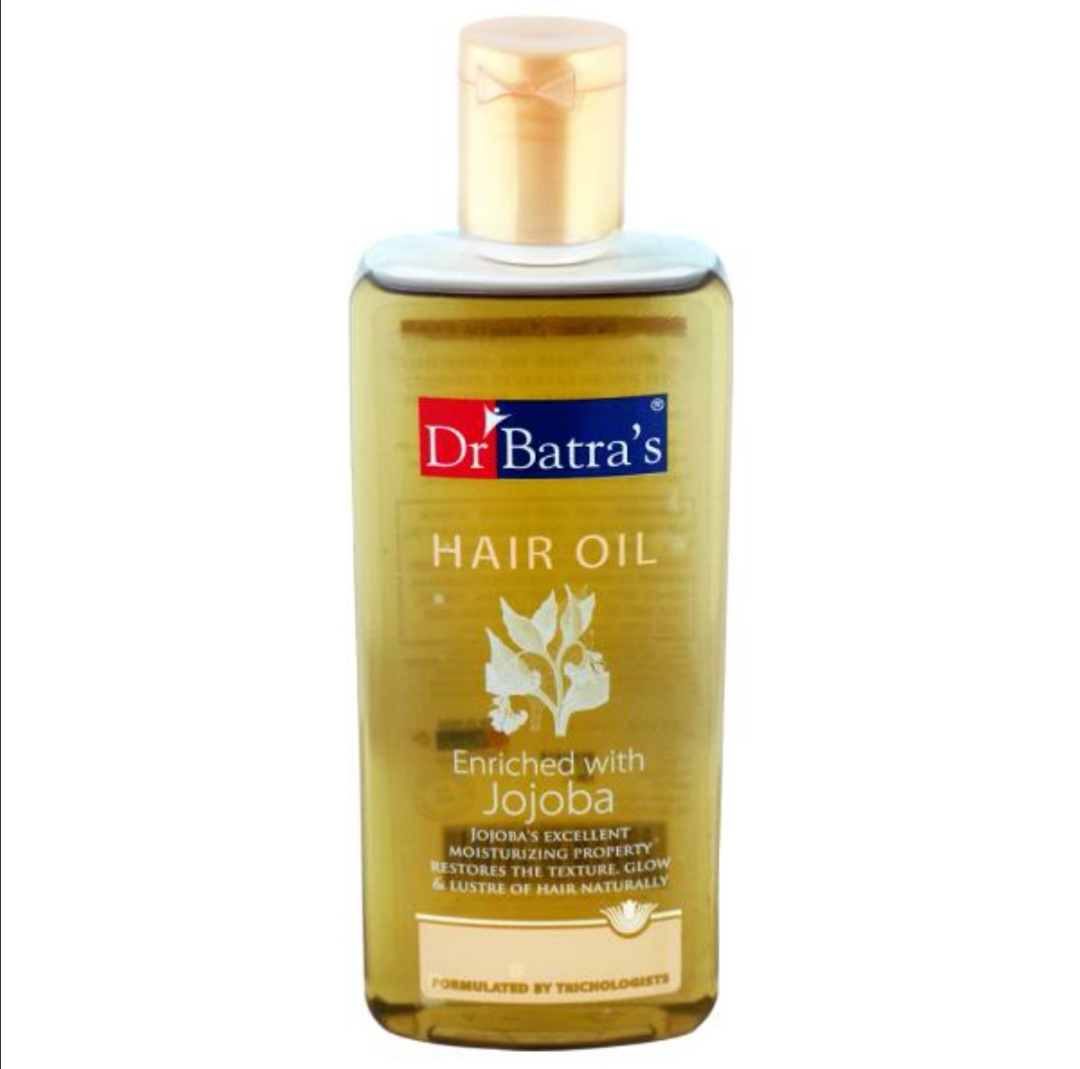 Dr Batra's®
HAIR OIL
Enriched with
Jojoba
JOJOBA'S EXCELLENT
MOISTURIZING PROPERTY
RESTORES THE TEXTURE, GLOW
& LUSTRE OF HAIR NATURALLY
FORMULATED BY TRICHOLOGISTS